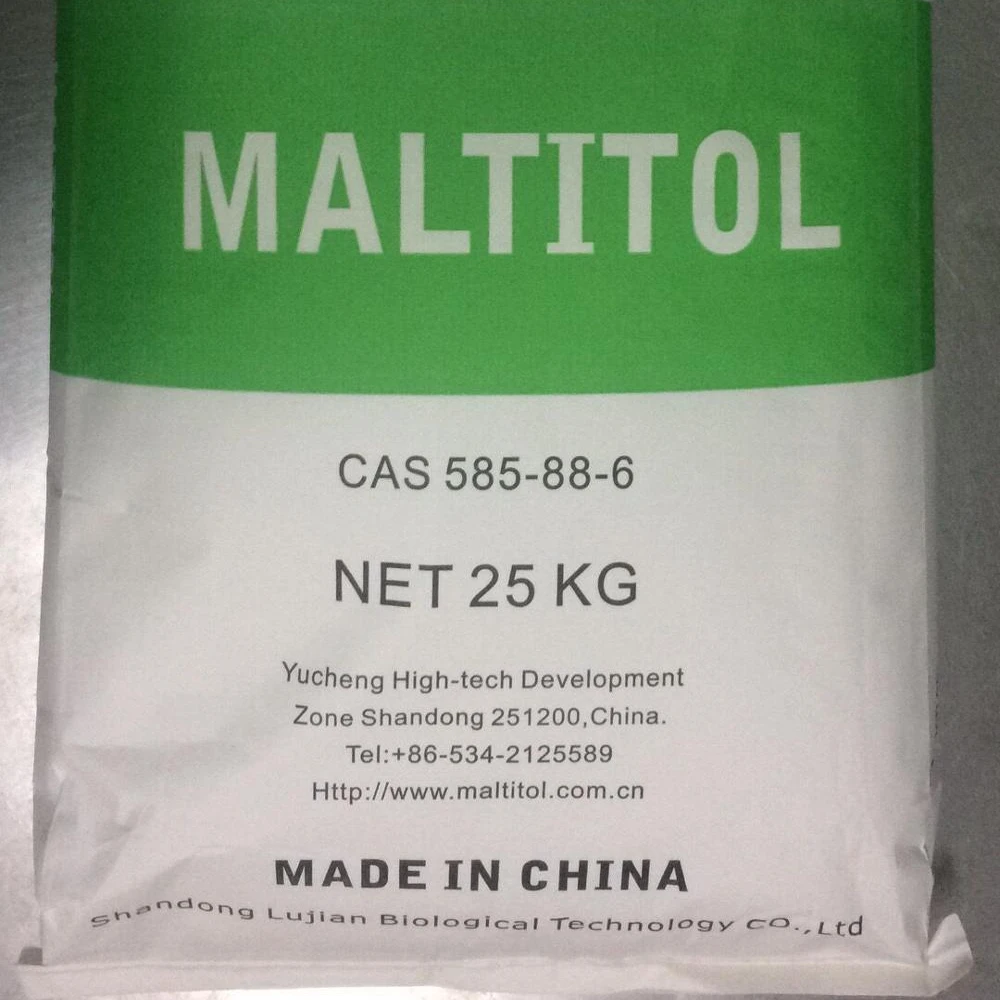 MALTITOL
CAS 585-88-6
NET 25 KG
Yucheng High-tech Development
Zone Shandong 251200,China.
Tel:+86-534-2125589
Http://www.maltitol.com.cn
MADE IN CHINA
Shandong Lujian Biological Technology CO.,Ltd